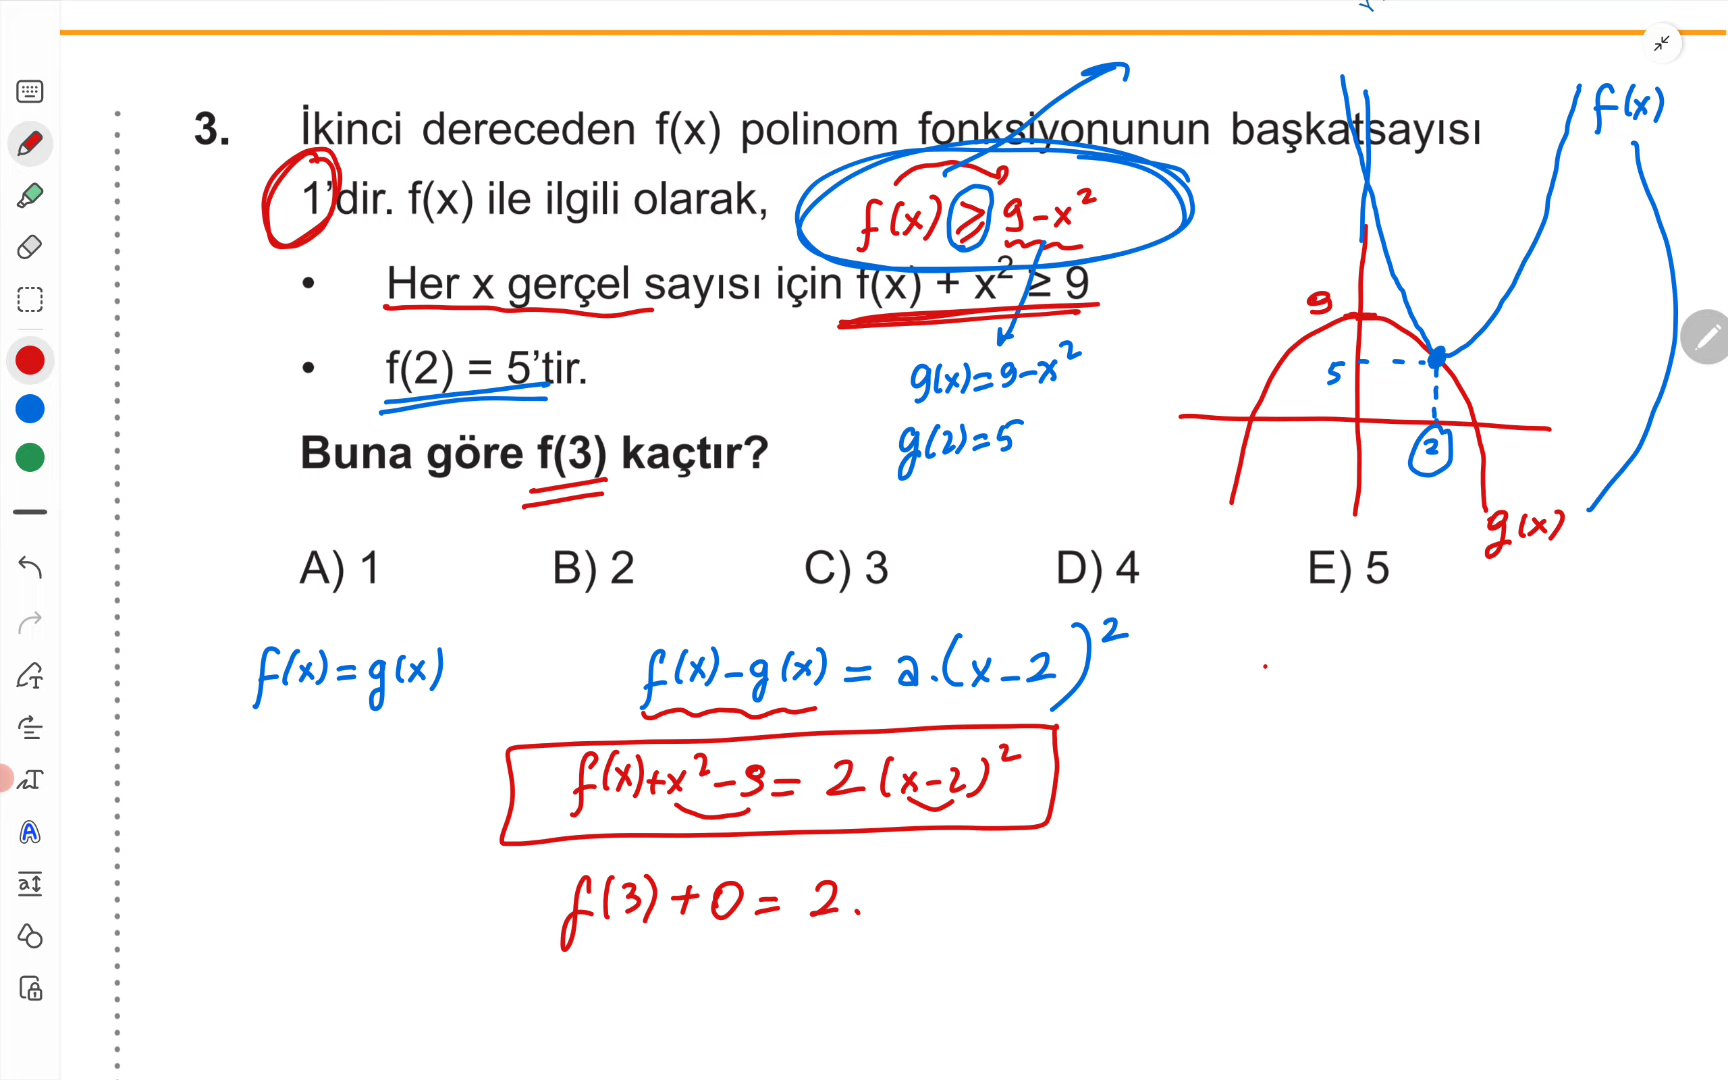 3. İkinci dereceden f(x) polinom fonksiyonunun başkatsayısı
1'dir. f(x) ile ilgili olarak,
f(x) ≥ 9-x²
• Her x gerçel sayısı için f(x) + x² ≥ 9
• f(2) = 5'tir.
g(x)=9-x²
g(2)=5
Buna göre f(3) kaçtır?
f(x)
9
5
2
g(x)
A) 1 B) 2 C) 3 D) 4 E) 5
f(x)=g(x)
f(x)-g(x) = a.(x-2)²
f(x)+x²-9= 2(x-2)²
f(3)+0= 2.